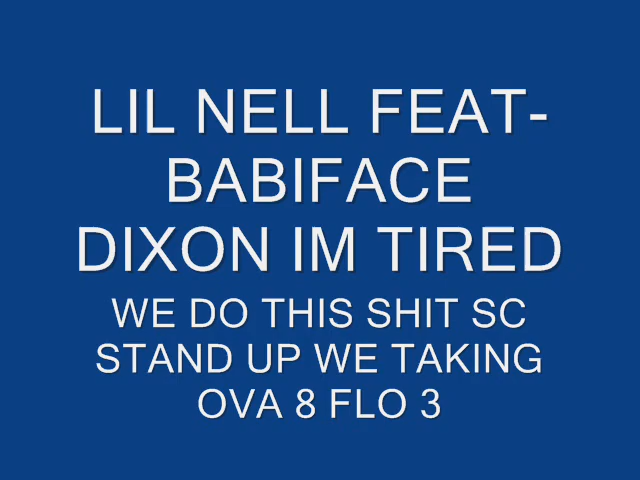 LIL NELL FEAT-
BABIFACE
DIXON IM TIRED
WE DO THIS SHIT SC
STAND UP WE TAKING
OVA 8 FLO 3